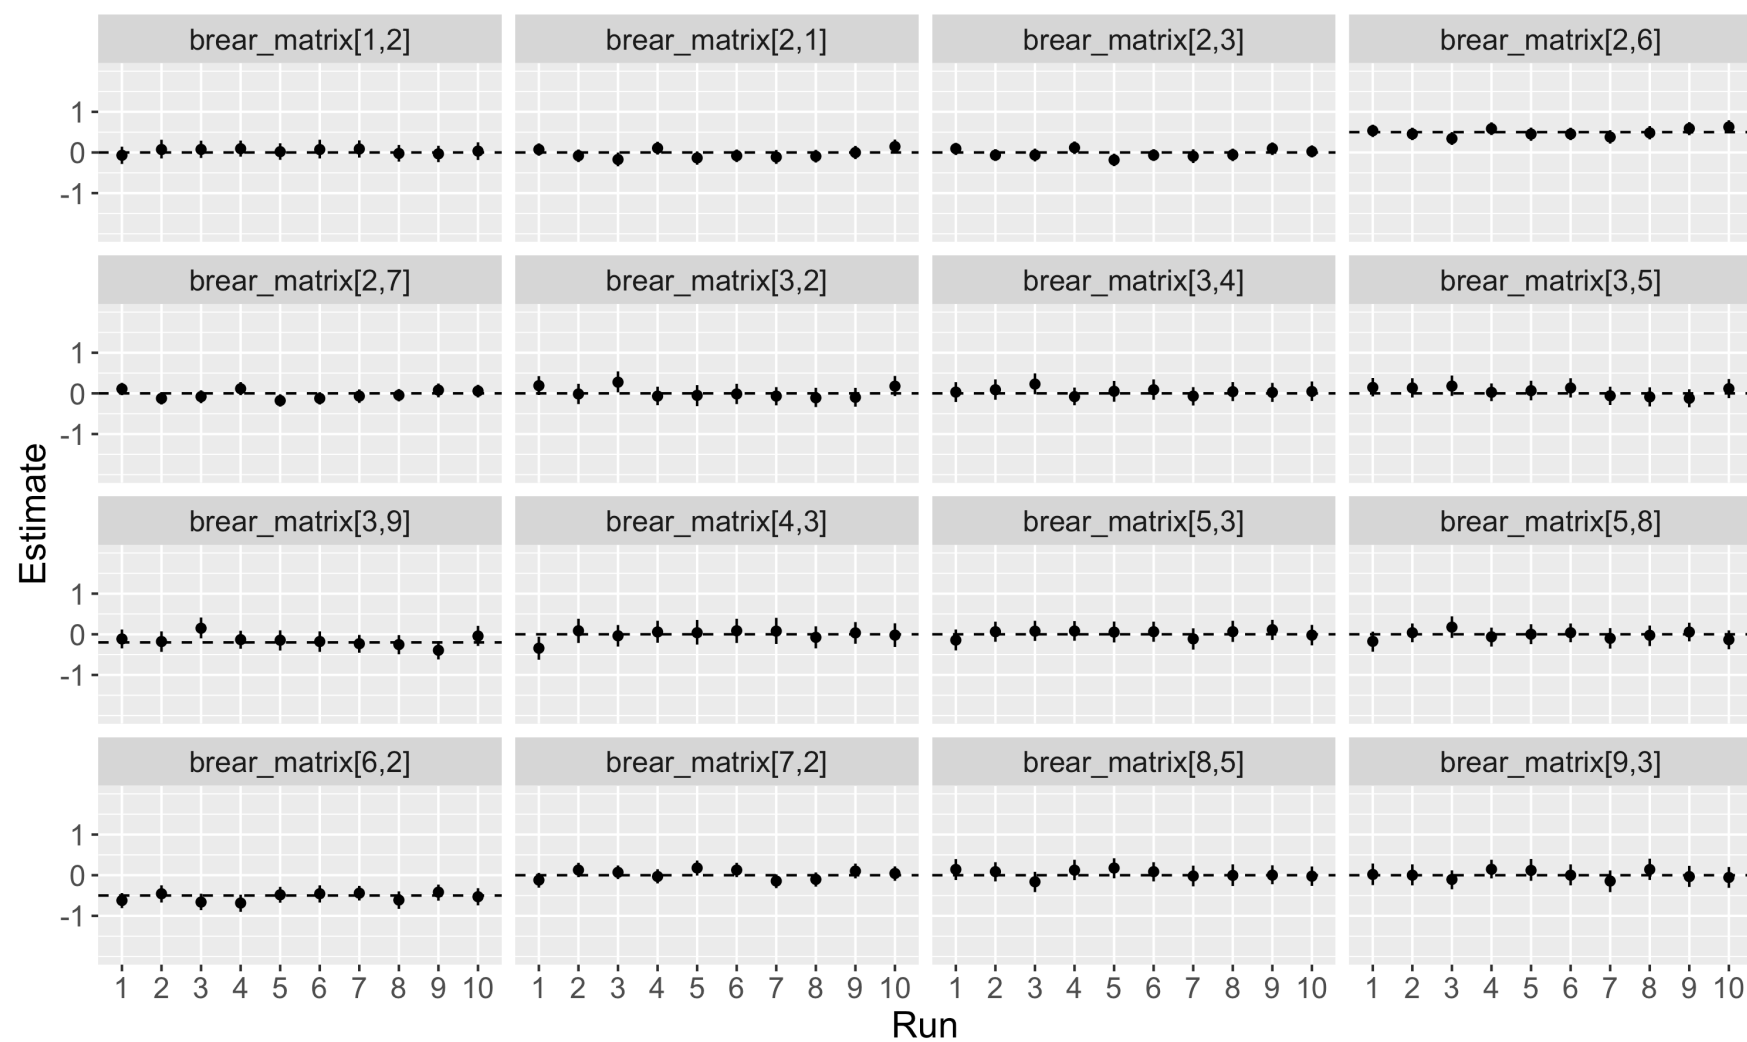 brear_matrix[1,2] brear_matrix[2,1] brear_matrix[2,3] brear_matrix[2,6]
1
0
-1
brear_matrix[2,7] brear_matrix[3,2] brear_matrix[3,4] brear_matrix[3,5]
1
0
-1
brear_matrix[3,9] brear_matrix[4,3] brear_matrix[5,3] brear_matrix[5,8]
1
0
-1
brear_matrix[6,2] brear_matrix[7,2] brear_matrix[8,5] brear_matrix[9,3]
1
0
-1
Estimate
1 2 3 4 5 6 7 8 9 10 1 2 3 4 5 6 7 8 9 10 1 2 3 4 5 6 7 8 9 10 1 2 3 4 5 6 7 8 9 10
Run